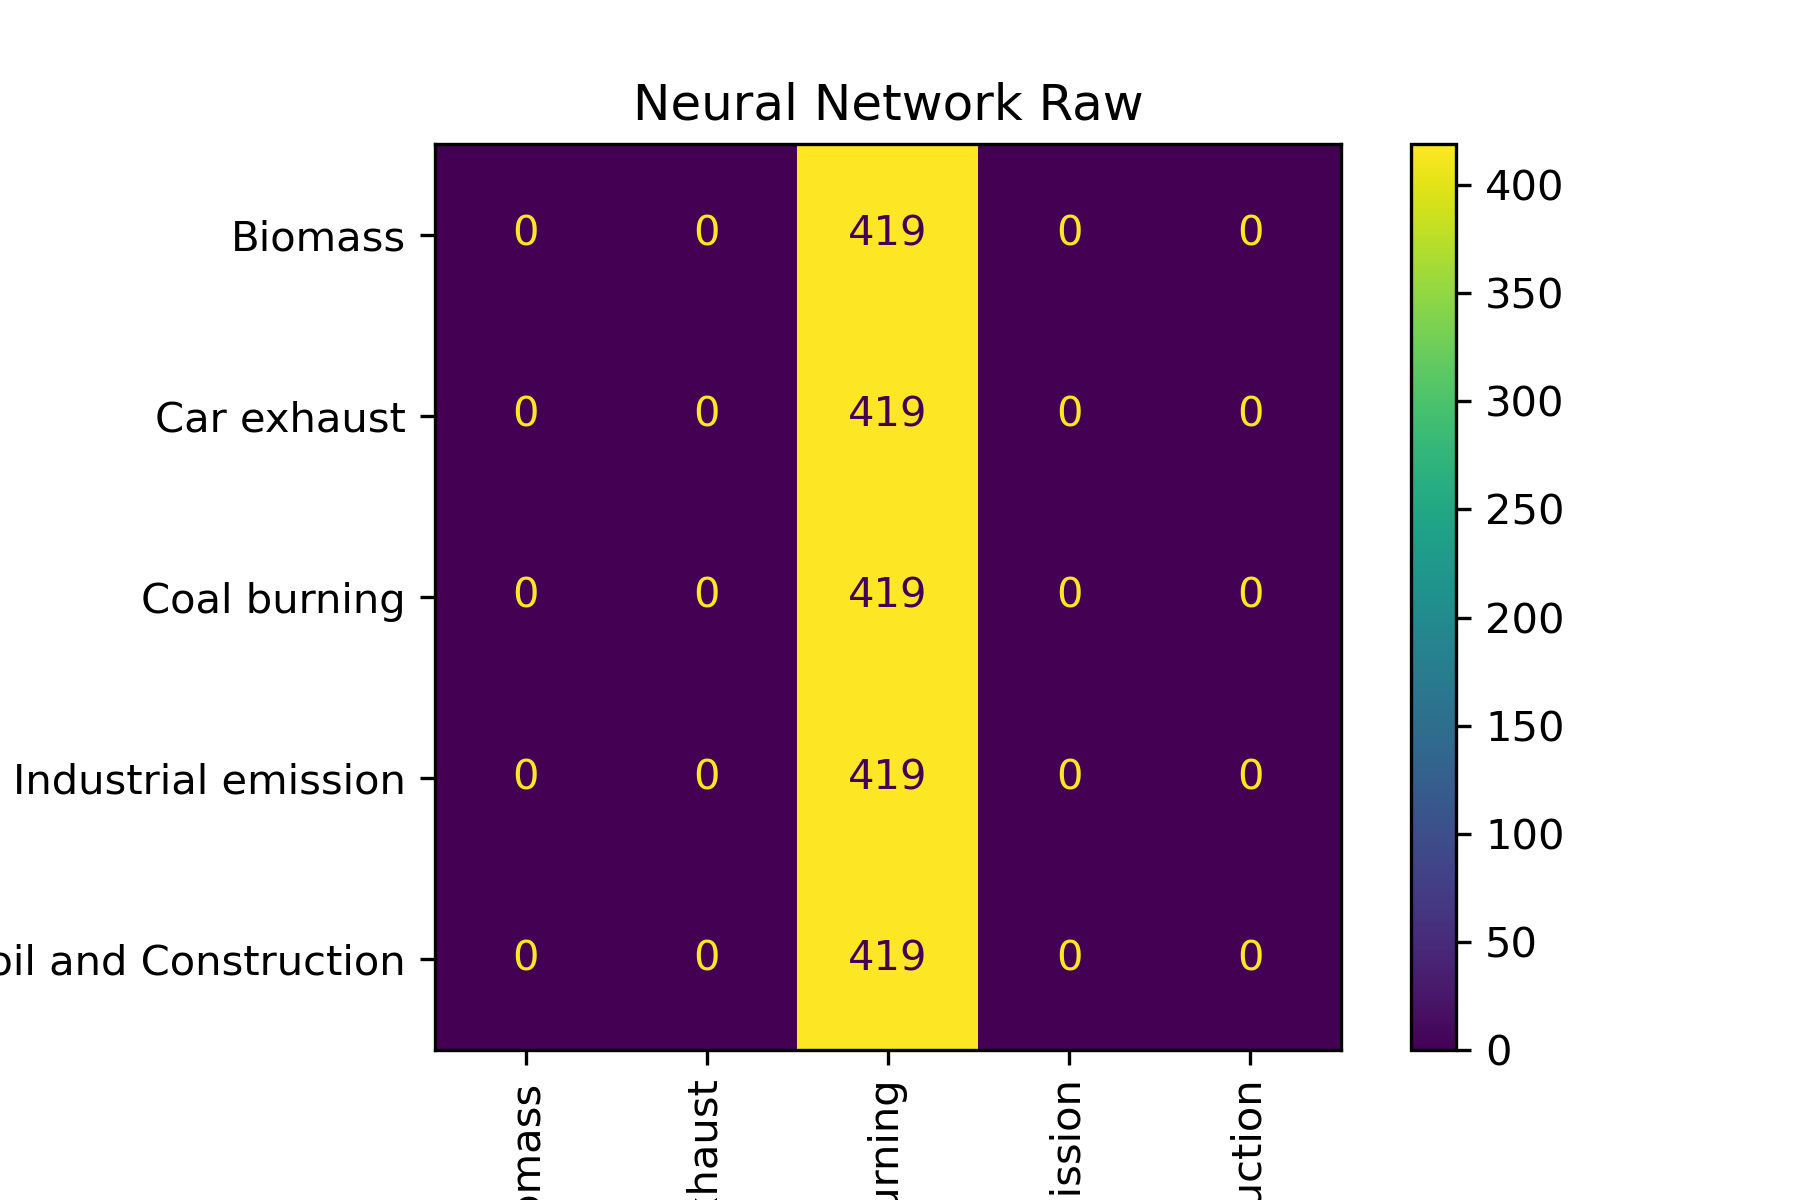 Neural Network Raw
Biomass 0 0 419 0 0
Car exhaust 0 0 419 0 0
Coal burning 0 0 419 0 0
Industrial emission 0 0 419 0 0
oil and Construction 0 0 419 0 0
omass
xhaust
urning
ission
uction
400
350
300
250
200
150
100
50
0